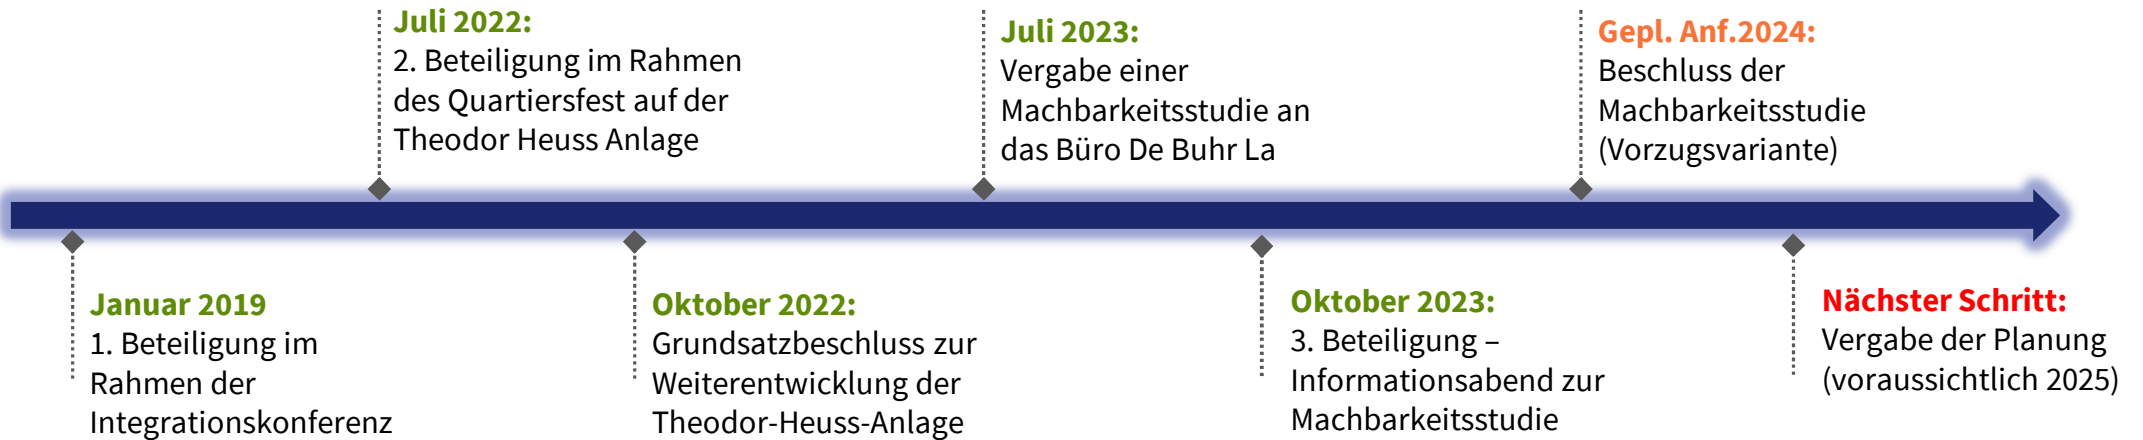 Juli 2022:
2. Beteiligung im Rahmen
des Quartiersfest auf der
Theodor Heuss Anlage
Juli 2023:
Vergabe einer
Machbarkeitsstudie an
das Büro De Buhr La
Gepl. Anf.2024:
Beschluss der
Machbarkeitsstudie
(Vorzugsvariante)
Januar 2019
1. Beteiligung im
Rahmen der
Integrationskonferenz
Oktober 2022:
Grundsatzbeschluss zur
Weiterentwicklung der
Theodor-Heuss-Anlage
Oktober 2023:
3. Beteiligung –
Informationsabend zur
Machbarkeitsstudie
Nächster Schritt:
Vergabe der Planung
(voraussichtlich 2025)